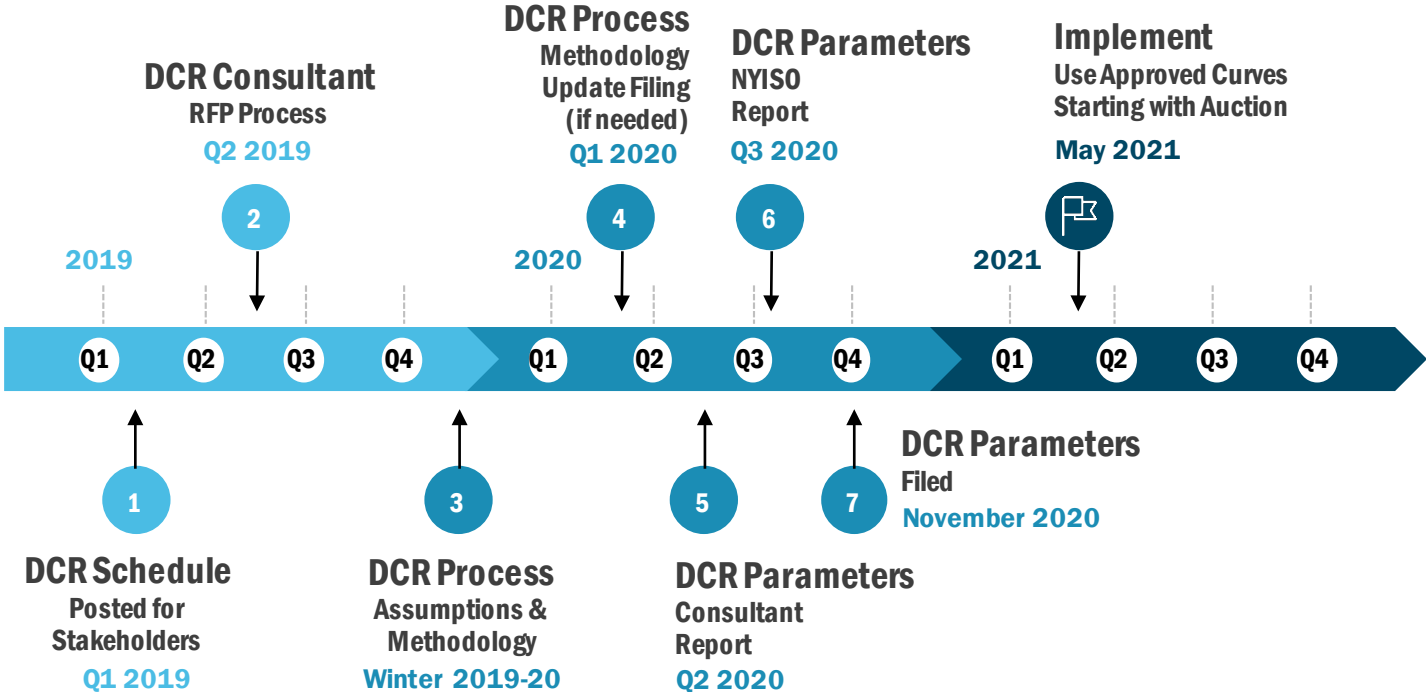 DCR Consultant
RFP Process
Q2 2019
2
DCR Process
Methodology
Update Filing
(if needed)
Q1 2020
4
DCR Parameters
NYISO
Report
Q3 2020
6
Implement
Use Approved Curves
Starting with Auction
May 2021
2019
2020
2021
Q1 Q2 Q3 Q4 Q1 Q2 Q3 Q4 Q1 Q2 Q3 Q4
1
DCR Schedule
Posted for
Stakeholders
Q1 2019
3
DCR Process
Assumptions &
Methodology
Winter 2019-20
5
DCR Parameters
Consultant
Report
Q2 2020
7
DCR Parameters
Filed
November 2020